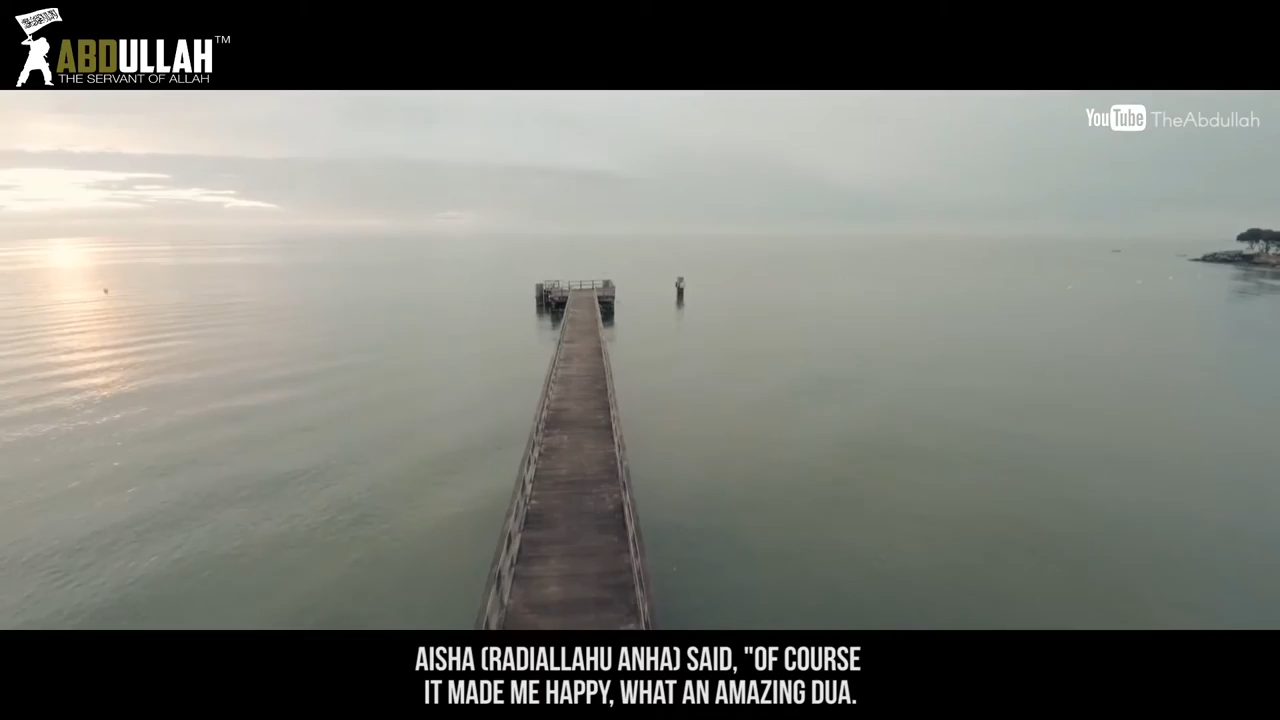 ABDULLAH™
THE SERVANT OF ALLAH
YouTube TheAbdullah
AISHA (RADIALLAHU ANHA) SAID, "OF COURSE
IT MADE ME HAPPY, WHAT AN AMAZING DUA.